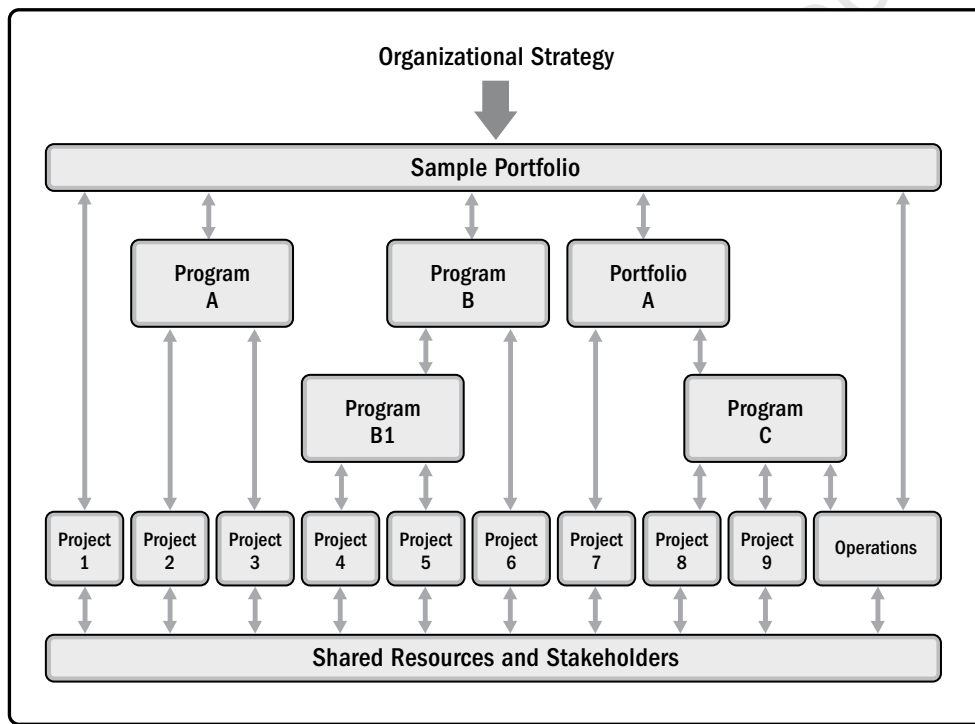 Organizational Strategy
Sample Portfolio
Program
A
Program
B
Portfolio
A
Program
B1
Program
C
Project
1
Project
2
Project
3
Project
4
Project
5
Project
6
Project
7
Project
8
Project
9
Operations
Shared Resources and Stakeholders